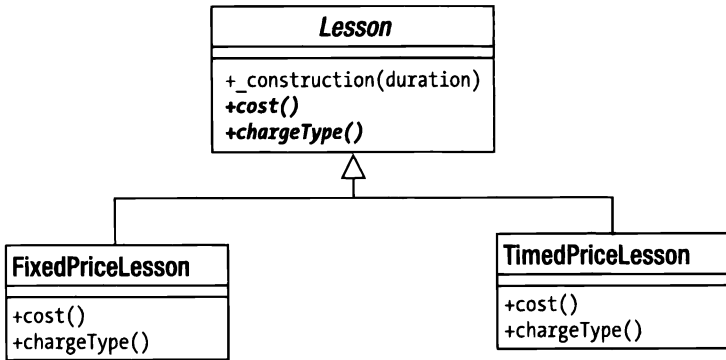 Lesson
+_construction(duration)
+cost()
+chargeType()
FixedPriceLesson
+cost()
+chargeType()
TimedPriceLesson
+cost()
+chargeType()